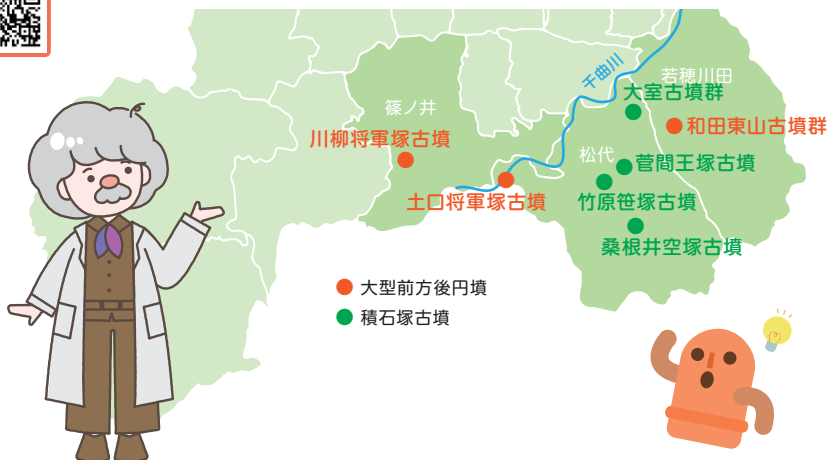 千曲川
若穂川田
大室古墳群
篠ノ井
和田東山古墳群
川柳将軍塚古墳
松代
菅間王塚古墳
土口将軍塚古墳
竹原笹塚古墳
桑根井空塚古墳
大型前方後円墳
積石塚古墳